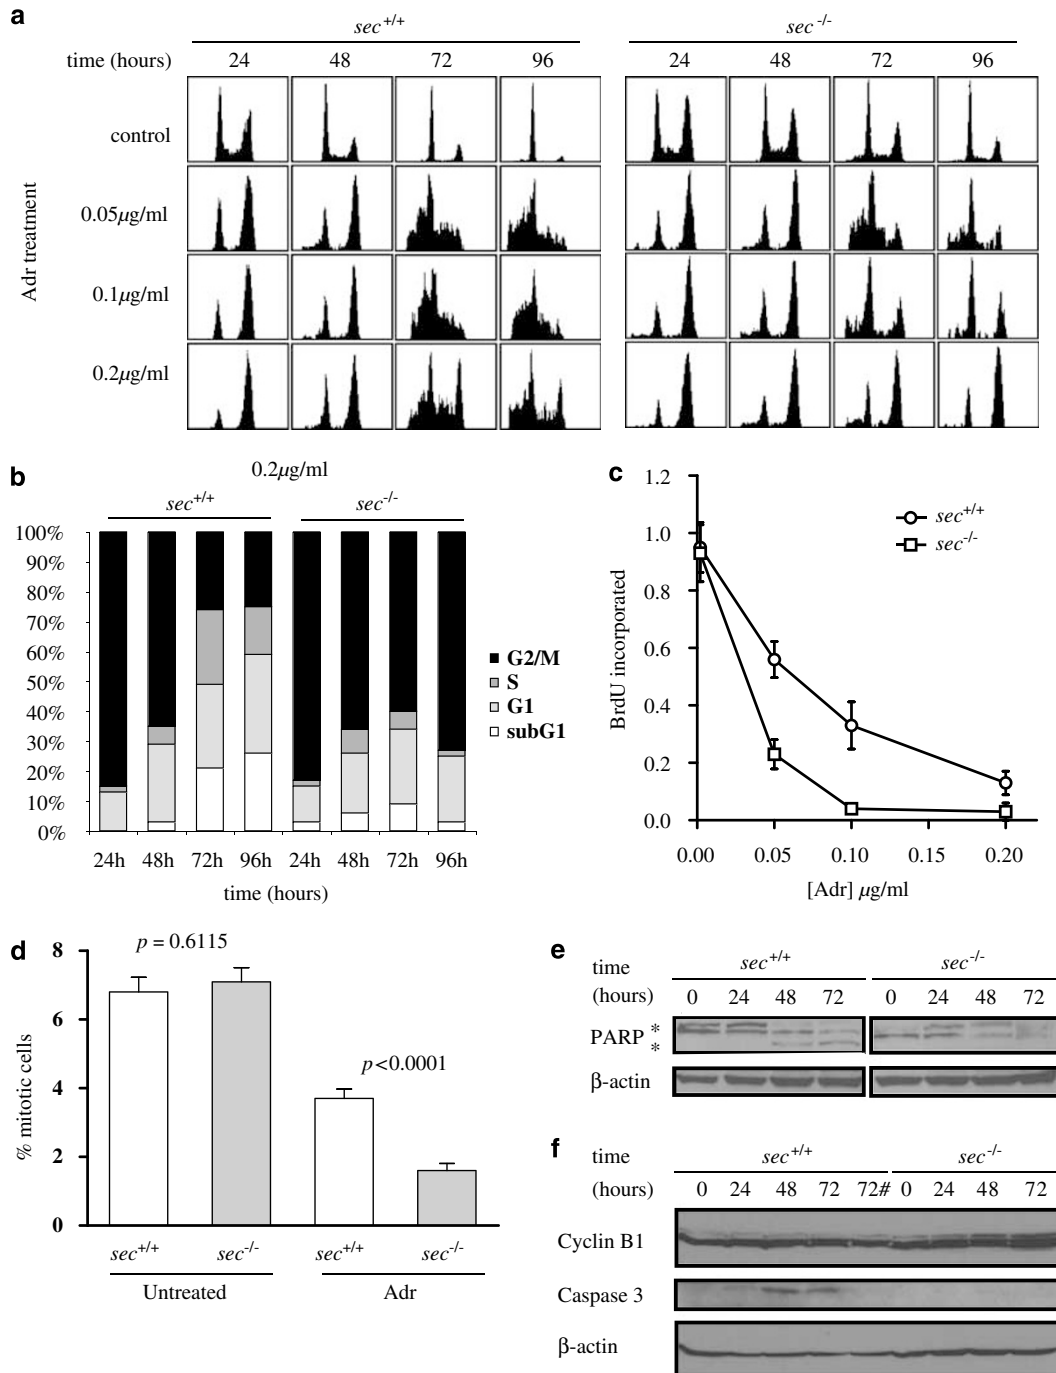 a
sec+/+ sec-/-
time (hours) 24 48 72 96 24 48 72 96
Adr treatment
control
0.05µg/ml
0.1µg/ml
0.2µg/ml
b
0.2µg/ml
sec+/+ sec-/-
100%
90%
80%
70%
60%
50%
40%
30%
20%
10%
0%
24h 48h 72h 96h 24h 48h 72h 96h
time (hours)
G2/M
S
G1
subG1
c
BrdU incorporated
1.2
1.0
0.8
0.6
0.4
0.2
0.0
0.00 0.05 0.10 0.15 0.20
[Adr] µg/ml
sec+/+
sec-/-
d
% mitotic cells
8
6
4
2
0
p = 0.6115
p<0.0001
sec+/+ sec-/- sec+/+ sec-/-
Untreated Adr
e
time sec+/+ sec-/-
(hours) 0 24 48 72 0 24 48 72
PARP *
*
β-actin
f
time sec+/+ sec-/-
(hours) 0 24 48 72 72# 0 24 48 72
Cyclin B1
Caspase 3
β-actin